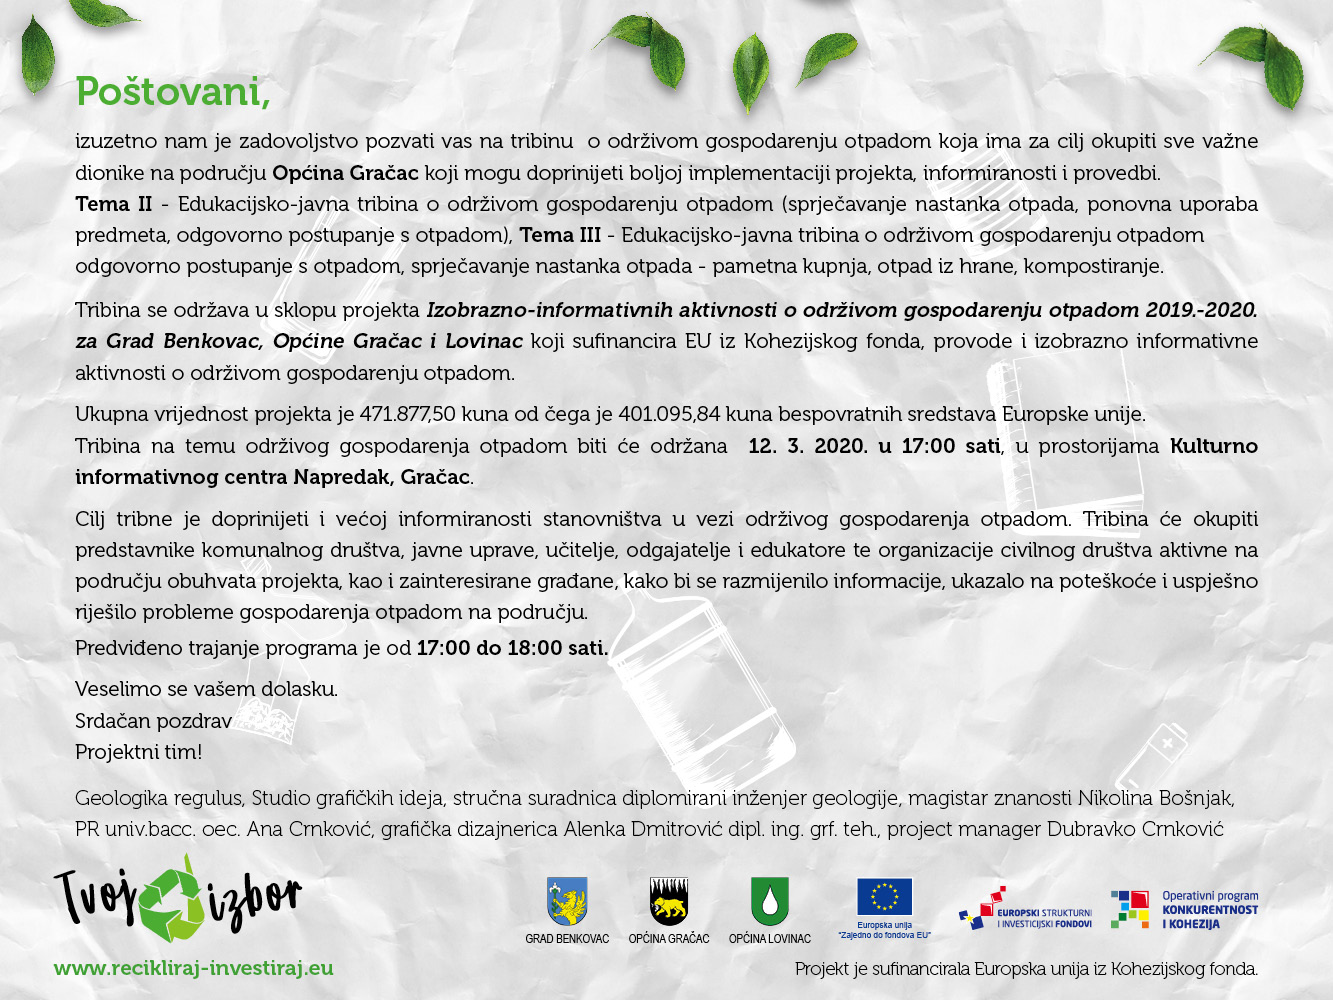 Poštovani,
izuzetno nam je zadovoljstvo pozvati vas na tribinu o održivom gospodarenju otpadom koja ima za cilj okupiti sve važne
dionike na području Općina Gračac koji mogu doprinijeti boljoj implementaciji projekta, informiranosti i provedbi.
Tema II - Edukacijsko-javna tribina o održivom gospodarenju otpadom (sprječavanje nastanka otpada, ponovna uporaba
predmeta, odgovorno postupanje s otpadom), Tema III - Edukacijsko-javna tribina o održivom gospodarenju otpadom
odgovorno postupanje s otpadom, sprječavanje nastanka otpada - pametna kupnja, otpad iz hrane, kompostiranje.
Tribina se održava u sklopu projekta Izobrazno-informativnih aktivnosti o održivom gospodarenju otpadom 2019.-2020.
za Grad Benkovac, Općine Gračac i Lovinac koji sufinancira EU iz Kohezijskog fonda, provode i izobrazno informativne
aktivnosti o održivom gospodarenju otpadom.
Ukupna vrijednost projekta je 471.877,50 kuna od čega je 401.095,84 kuna bespovratnih sredstava Europske unije.
Tribina na temu održivog gospodarenja otpadom biti će održana 12. 3. 2020. u 17:00 sati, u prostorijama Kulturno
informativnog centra Napredak, Gračac.
Cilj tribne je doprinijeti i većoj informiranosti stanovništva u vezi održivog gospodarenja otpadom. Tribina će okupiti
predstavnike komunalnog društva, javne uprave, učitelje, odgajatelje i edukatore te organizacije civilnog društva aktivne na
području obuhvata projekta, kao i zainteresirane građane, kako bi se razmijenilo informacije, ukazalo na poteškoće i uspješno
riješilo probleme gospodarenja otpadom na području.
Predviđeno trajanje programa je od 17:00 do 18:00 sati.
Veselimo se vašem dolasku.
Srdačan pozdrav
Projektni tim!
Geologika regulus, Studio grafičkih ideja, stručna suradnica diplomirani inženjer geologije, magistar znanosti Nikolina Bošnjak,
PR univ.bacc. oec. Ana Crnković, grafička dizajnerica Alenka Dmitrović dipl. ing. grf. teh., project manager Dubravko Crnković
Tvoj izbor
www.recikliraj-investiraj.eu
GRAD BENKOVAC
OPĆINA GRAČAC
OPĆINA LOVINAC
Europska unija
"Zajedno do fondova EU"
EUROPSKI STRUKTURNI
I INVESTICIJSKI FONDOVI
Operativni program
KONKURENTNOST
I KOHEZIJA
Projekt je sufinancirala Europska unija iz Kohezijskog fonda.